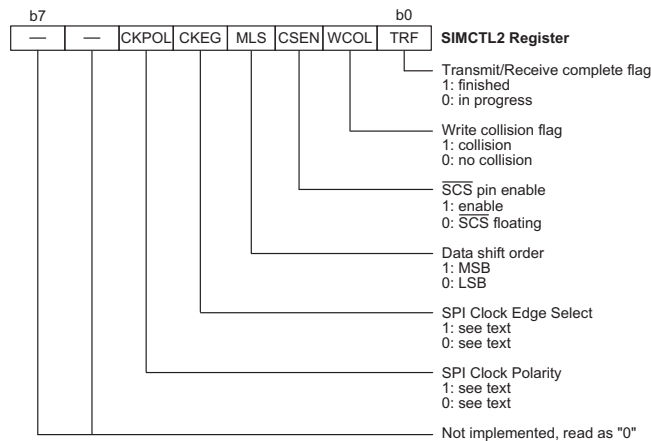 b7 b0
— — CKPOL CKEG MLS CSEN WCOL TRF SIMCTL2 Register
Transmit/Receive complete flag
1: finished
0: in progress
Write collision flag
1: collision
0: no collision
SCS pin enable
1: enable
0: SCS floating
Data shift order
1: MSB
0: LSB
SPI Clock Edge Select
1: see text
0: see text
SPI Clock Polarity
1: see text
0: see text
Not implemented, read as "0"